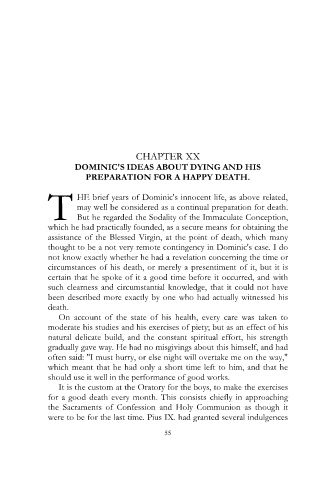 CHAPTER XX
DOMINIC'S IDEAS ABOUT DYING AND HIS
PREPARATION FOR A HAPPY DEATH.
THE brief years of Dominic's innocent life, as above related,
may well be considered as a continual preparation for death.
But he regarded the Sodality of the Immaculate Conception,
which he had practically founded, as a secure means for obtaining the
assistance of the Blessed Virgin, at the point of death, which many
thought to be a not very remote contingency in Dominic's case. I do
not know exactly whether he had a revelation concerning the time or
circumstances of his death, or merely a presentiment of it, but it is
certain that he spoke of it a good time before it occurred, and with
such clearness and circumstantial knowledge, that it could not have
been described more exactly by one who had actually witnessed his
death.
On account of the state of his health, every care was taken to
moderate his studies and his exercises of piety; but as an effect of his
natural delicate build, and the constant spiritual effort, his strength
gradually gave way. He had no misgivings about this himself, and had
often said: "I must hurry, or else night will overtake me on the way,"
which meant that he had only a short time left to him, and that he
should use it well in the performance of good works.
It is the custom at the Oratory for the boys, to make the exercises
for a good death every month. This consists chiefly in approaching
the Sacraments of Confession and Holy Communion as though it
were to be for the last time. Pius IX. had granted several indulgences
55